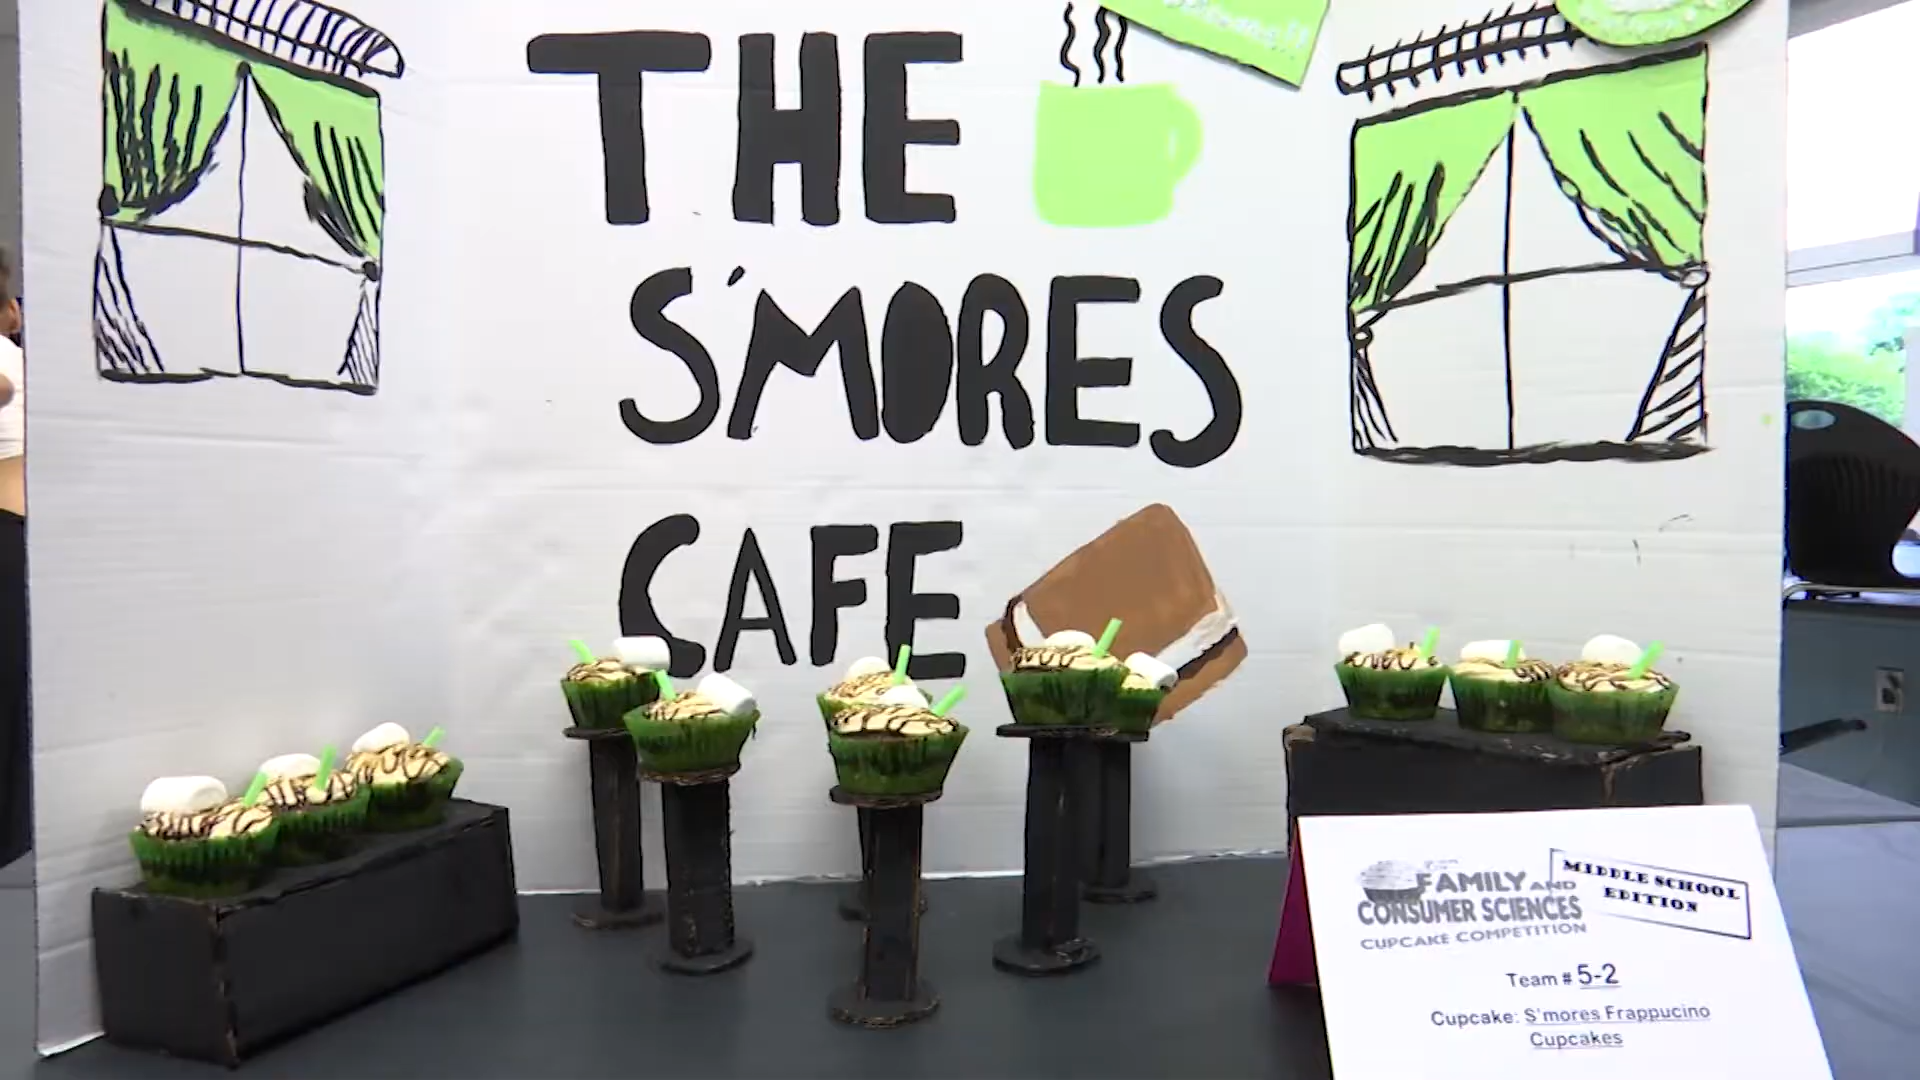 THE
S'MORES
CAFE
FAMILY AND
CONSUMER SCIENCES
CUPCAKE COMPETITION
MIDDLE SCHOOL
EDITION
Team # 5-2
Cupcake: S'mores Frappucino
Cupcakes